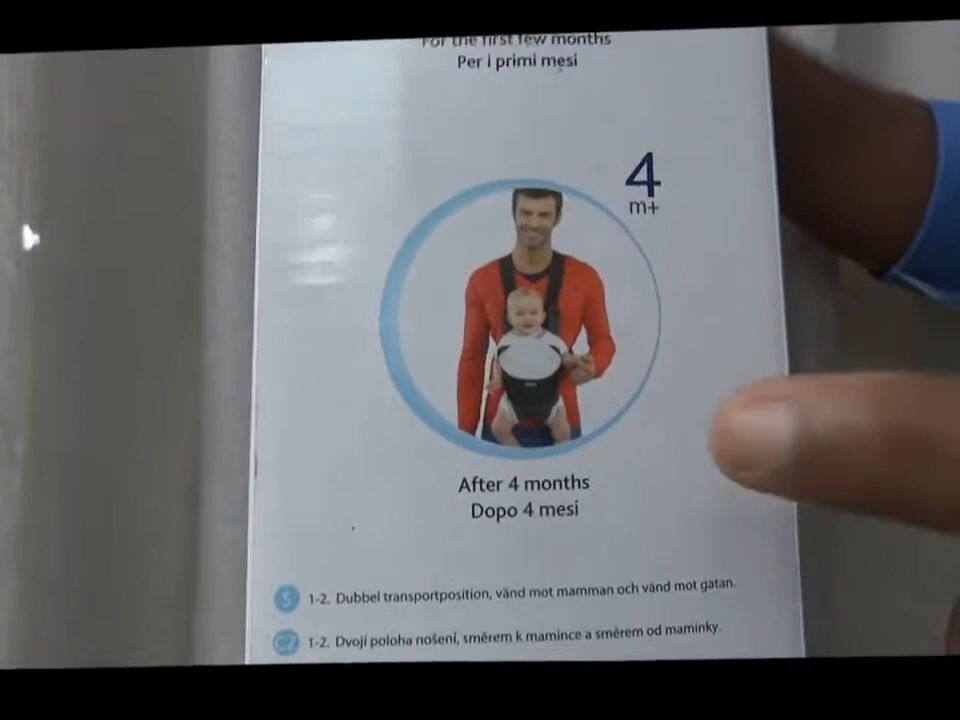 For the first few months
Per i primi mesi
4
m+
After 4 months
Dopo 4 mesi
S 1-2. Dubbel transportposition, vänd mot mamman och vänd mot gatan.
CZ 1-2. Dvojí poloha nošení, směrem k mamince a směrem od maminky.